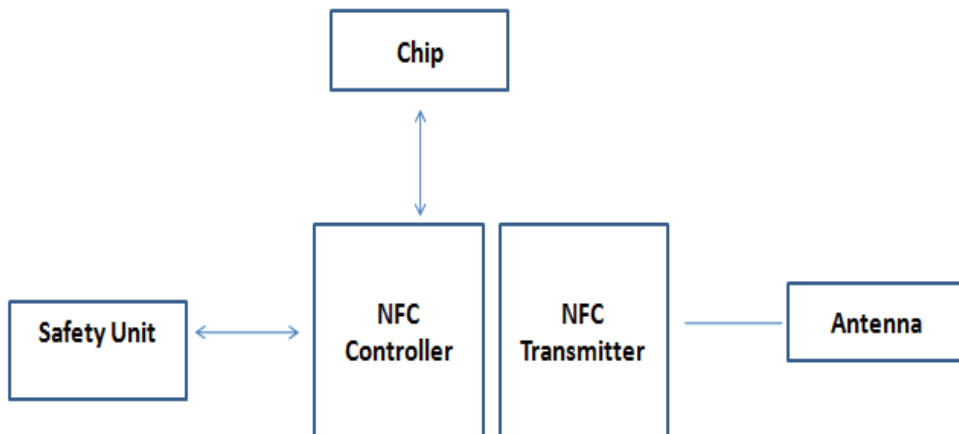 Chip
Safety Unit
NFC
Controller
NFC
Transmitter
Antenna